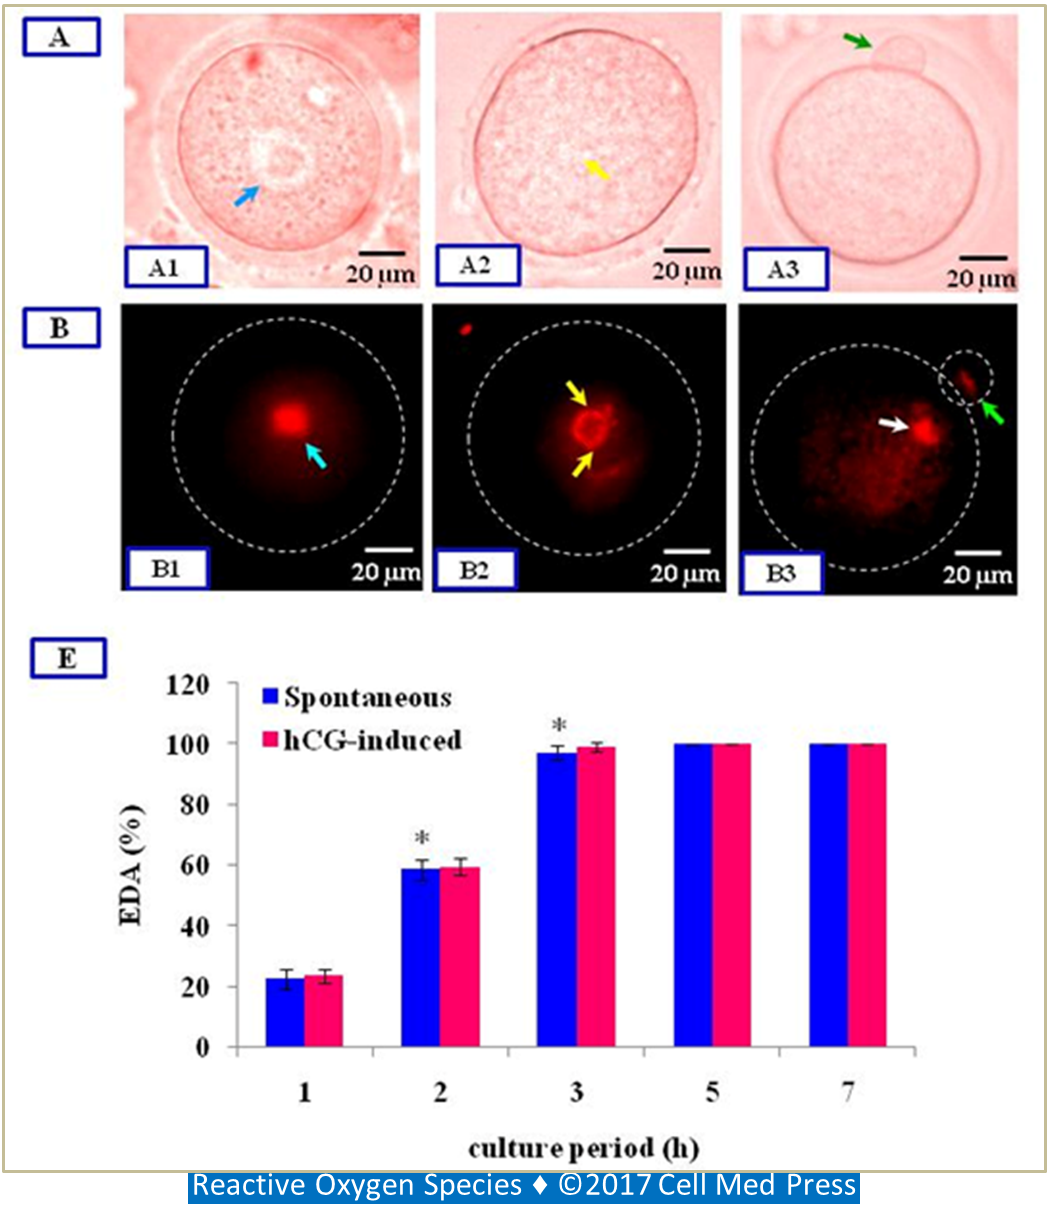 A
A1
20 µm
A2
20 µm
A3
20 µm
B
B1
20 µm
B2
20 µm
B3
20 µm
E
Spontaneous
hCG-induced
120
100
80
60
40
20
0
EDA (%)
*
*
1 2 3 5 7
culture period (h)
Reactive Oxygen Species ♦ ©2017 Cell Med Press